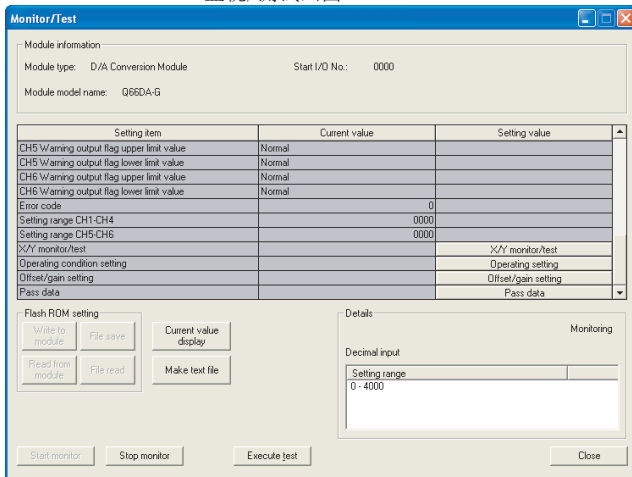 Monitor/Test
Module information
Module type: D/A Conversion Module Start I/O No.: 0000
Module model name: Q66DA-G
Setting item Current value Setting value
CH5 Warning output flag upper limit value Normal
CH5 Warning output flag lower limit value Normal
CH6 Warning output flag upper limit value Normal
CH6 Warning output flag lower limit value Normal
Error code 0
Setting range CH1-CH4 0000
Setting range CH5-CH6 0000
X/Y monitor/test X/Y monitor/test
Operating condition setting Operating setting
Offset/gain setting Offset/gain setting
Pass data Pass data
Flash ROM setting
Write to module
File save
Current value display
Read from module
File read
Make text file
Details
Monitoring
Decimal input
Setting range
0 - 4000
Start monitor Stop monitor Execute test Close